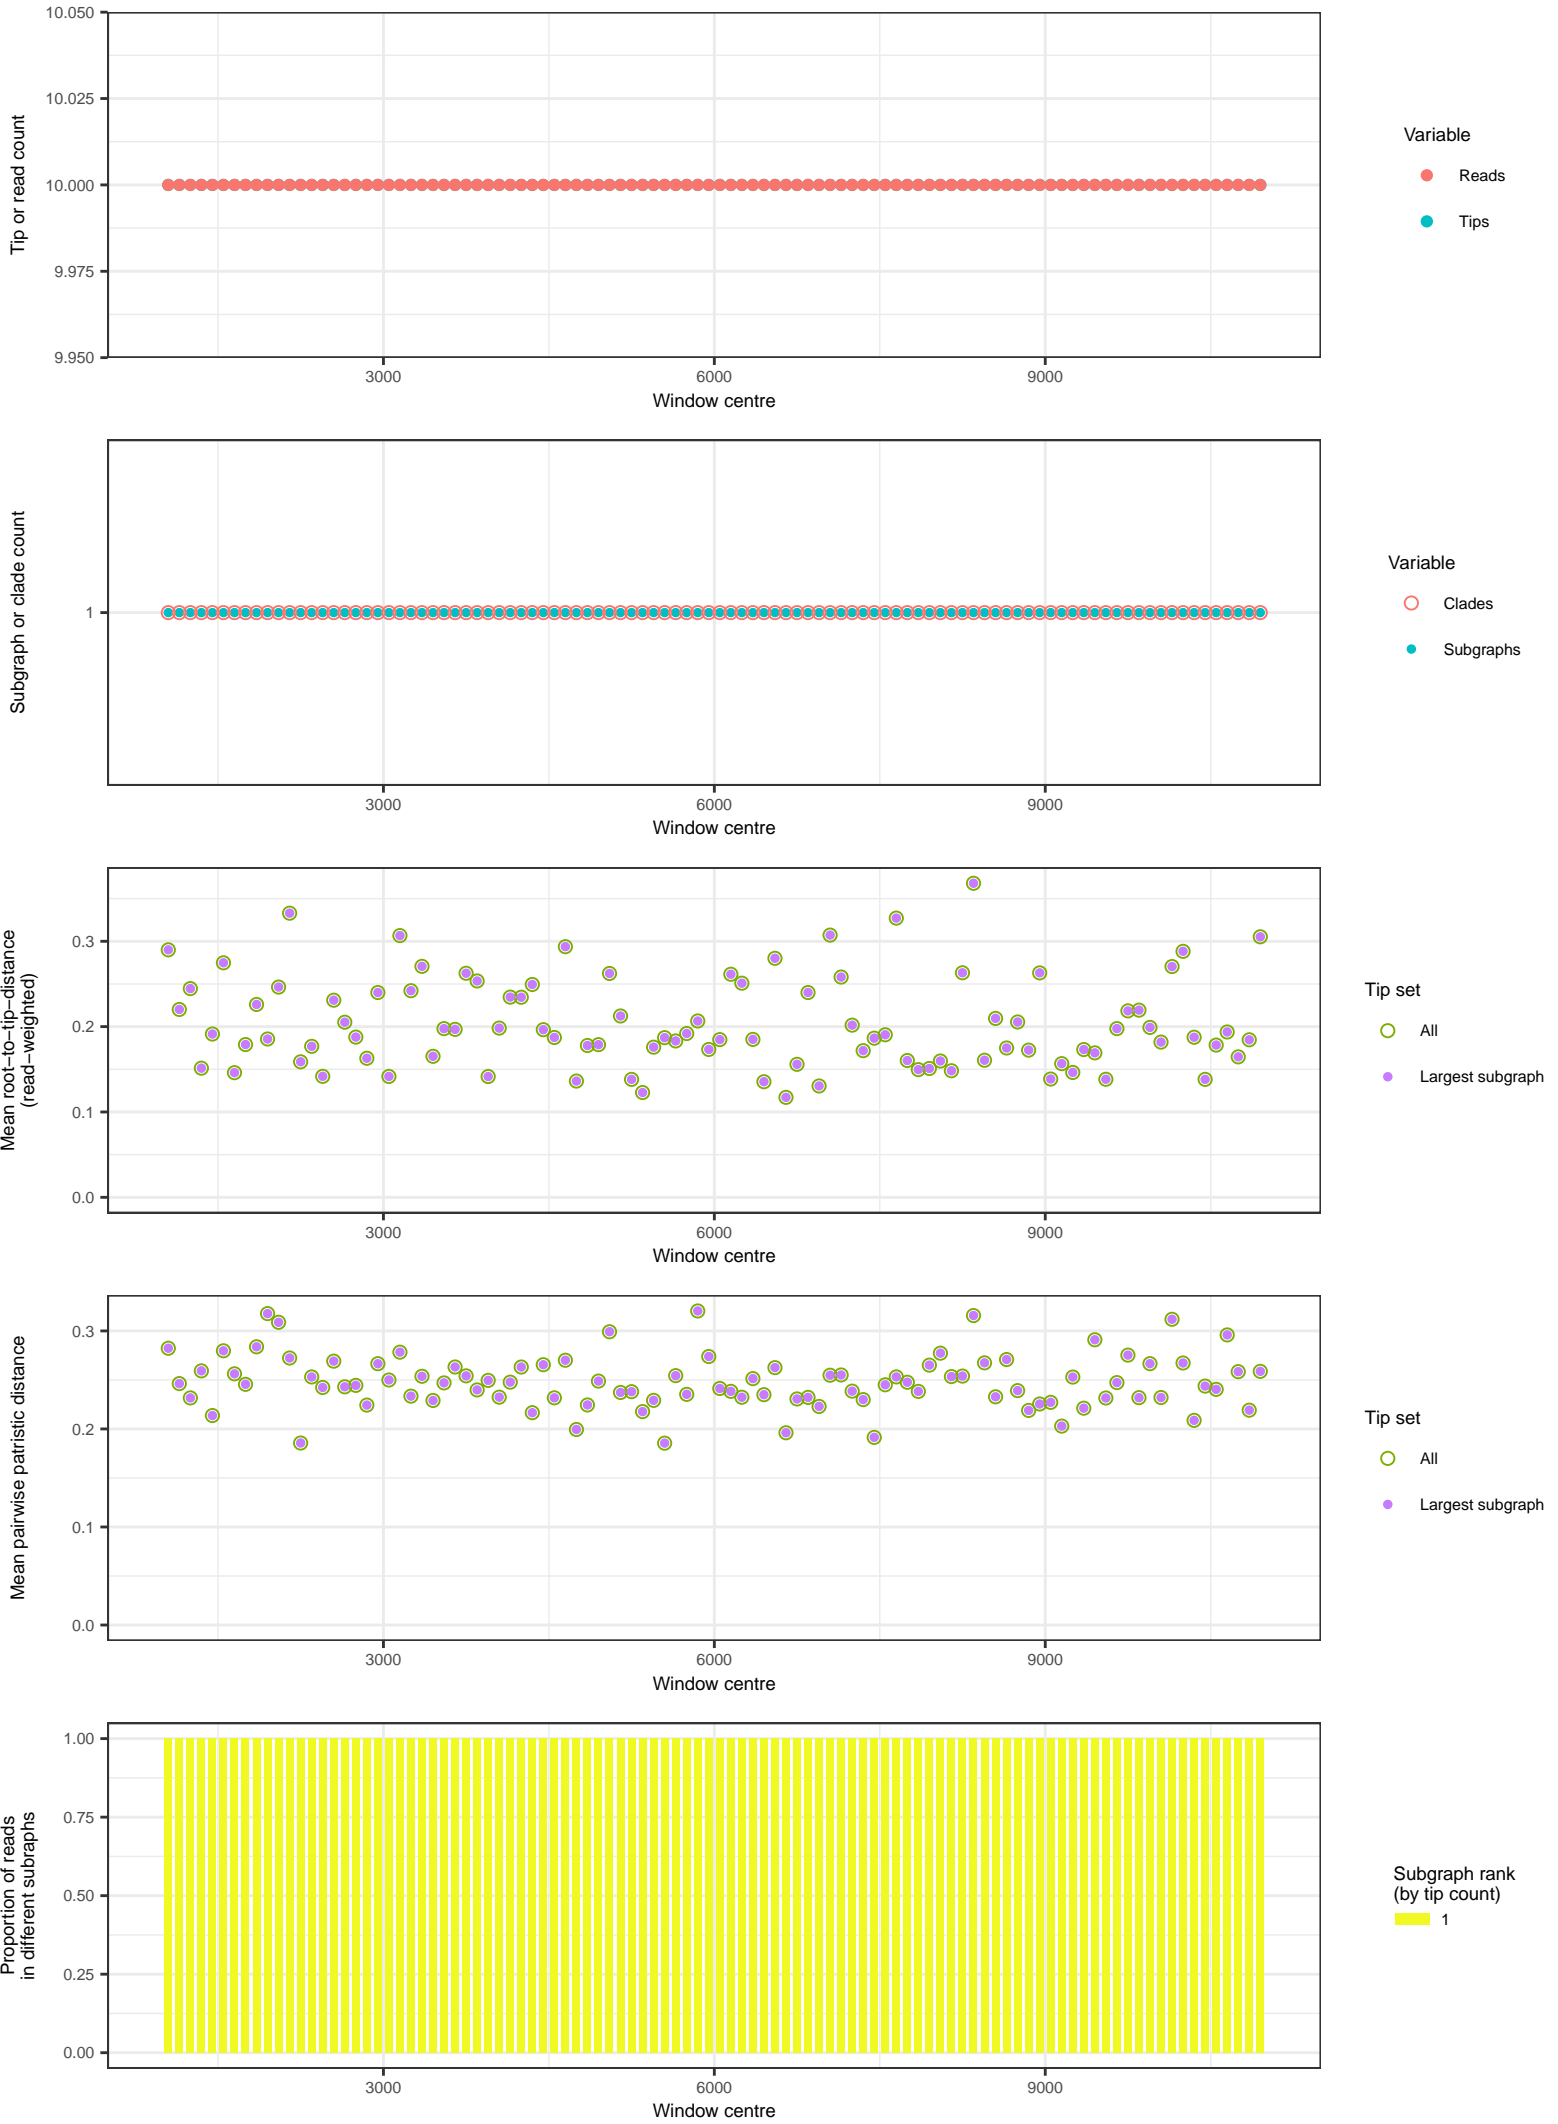 10.050
10.025
10.000
9.975
9.950
Tip or read count
3000
6000
9000
Window centre
Variable
Reads
Tips
1
Subgraph or clade count
3000
6000
9000
Window centre
Variable
Clades
Subgraphs
0.3
0.2
0.1
0.0
Mean root−to−tip−distance
(read−weighted)
3000
6000
9000
Window centre
Tip set
All
Largest subgraph
0.3
0.2
0.1
0.0
Mean pairwise patristic distance
3000
6000
9000
Window centre
Tip set
All
Largest subgraph
1.00
0.75
0.50
0.25
0.00
Proportion of reads
in different subraphs
3000
6000
9000
Window centre
Subgraph rank
(by tip count)
1